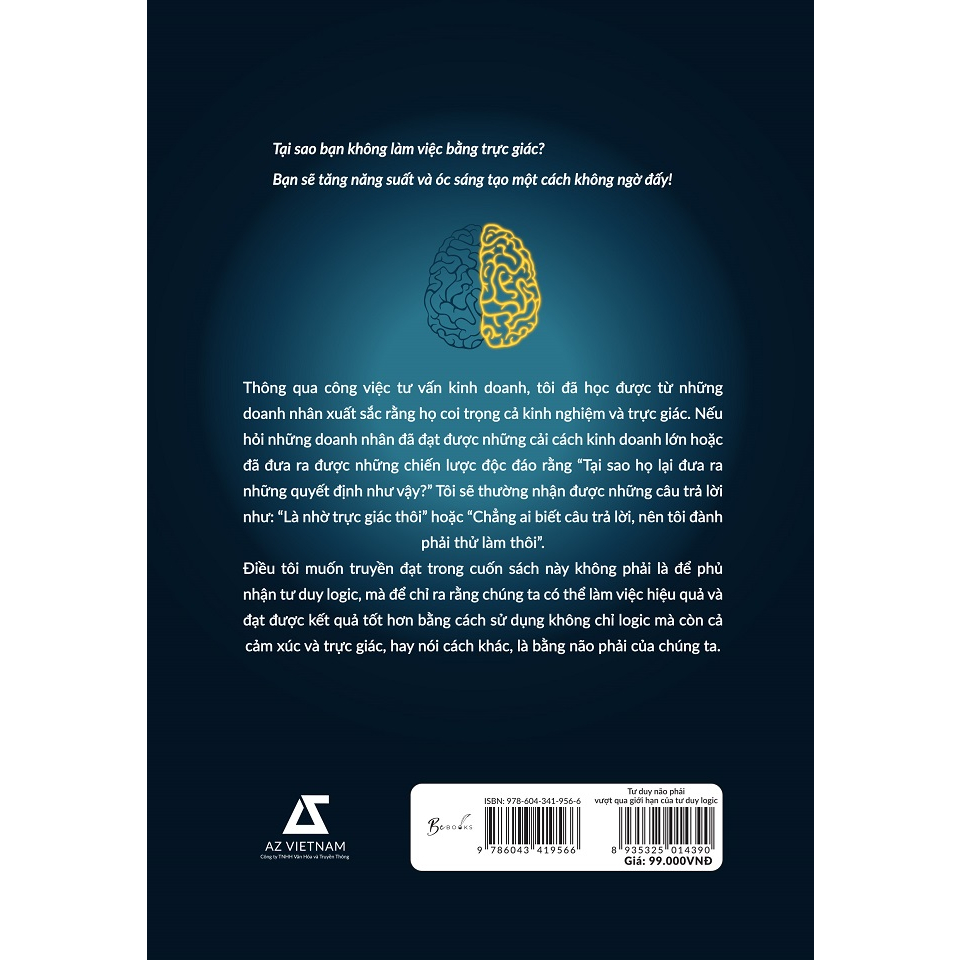 Tại sao bạn không làm việc bằng trực giác?
Bạn sẽ tăng năng suất và óc sáng tạo một cách không ngờ đấy!
Thông qua công việc tư vấn kinh doanh, tôi đã học được từ những
doanh nhân xuất sắc rằng họ coi trọng cả kinh nghiệm và trực giác. Nếu
hỏi những doanh nhân đã đạt được những cải cách kinh doanh lớn hoặc
đã đưa ra được những chiến lược độc đáo rằng “Tại sao họ lại đưa ra
những quyết định như vậy?” Tôi sẽ thường nhận được những câu trả lời
như: “Là nhờ trực giác thôi” hoặc “Chẳng ai biết câu trả lời, nên tôi đành
phải thử làm thôi”.
Điều tôi muốn truyền đạt trong cuốn sách này không phải là để phủ
nhận tư duy logic, mà để chỉ ra rằng chúng ta có thể làm việc hiệu quả và
đạt được kết quả tốt hơn bằng cách sử dụng không chỉ logic mà còn cả
cảm xúc và trực giác, hay nói cách khác, là bằng não phải của chúng ta.
AZ VIETNAM
Công ty TNHH Văn Hóa và Truyền Thông
BeBOOKS
ISBN: 978-604-341-956-6
9 786043 419566
Tư duy não phải
vượt qua giới hạn của tư duy logic
8 935325 014390
Giá: 99.000VNĐ